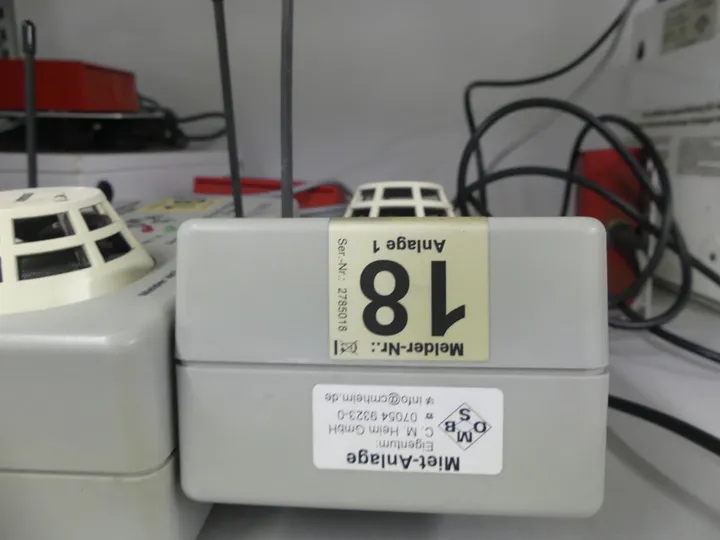 Miet-Anlage
Eigentum:
C. M. Heim GmbH
☎ 07054 9323-0
info@cmheim.de
BMDS
Melder-Nr.:
18
Anlage 1
Ser.-Nr.: 2785018